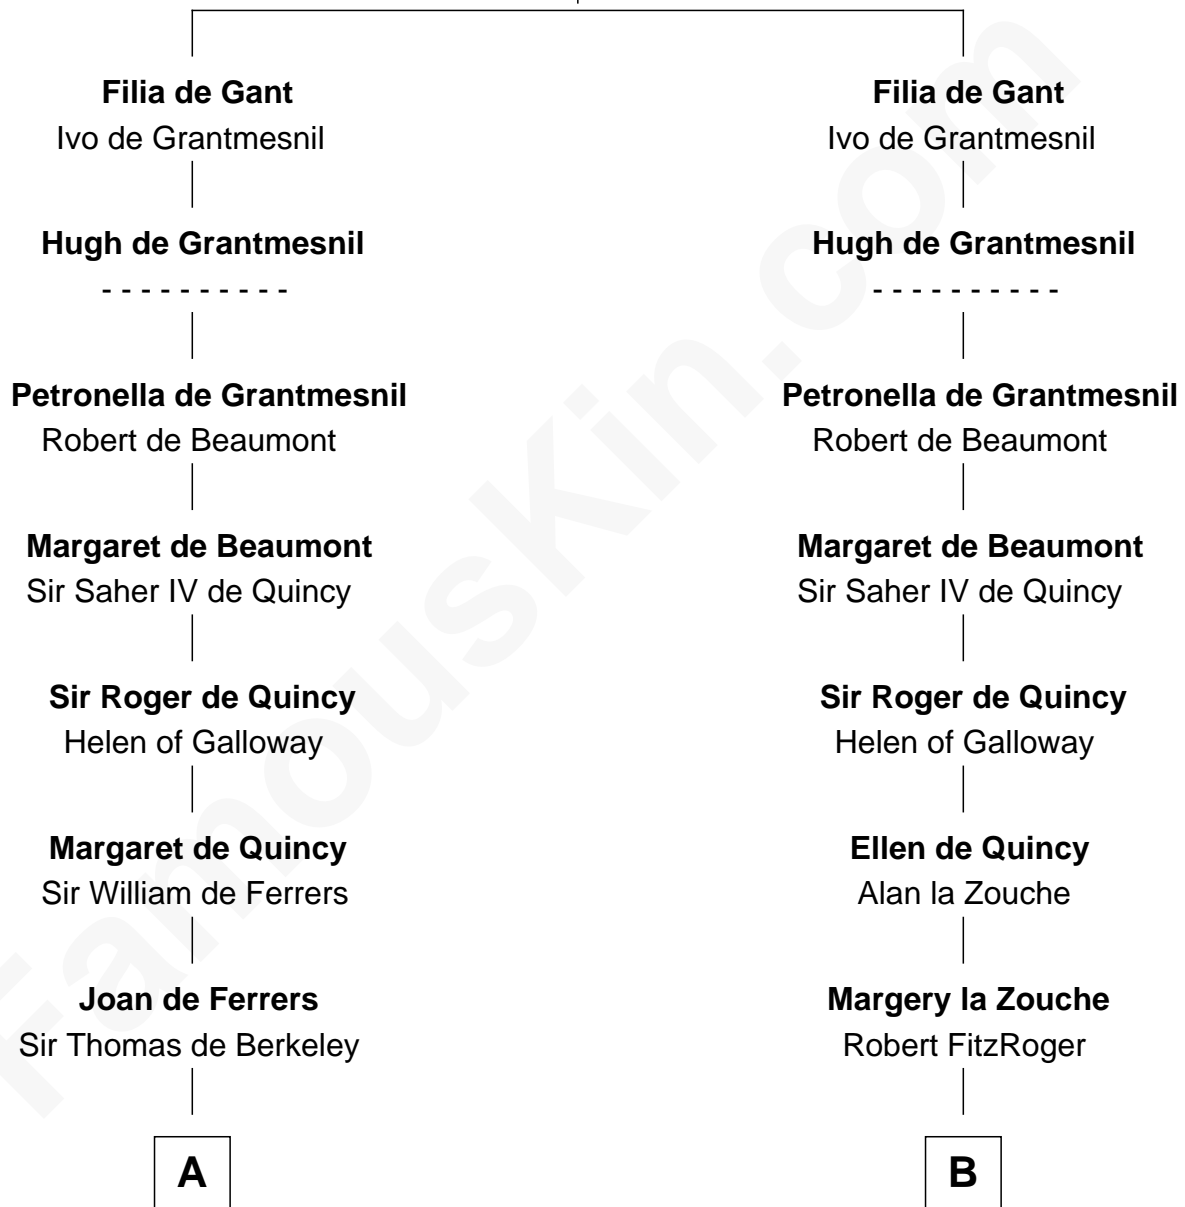 Filia de Gant
Ivo de Grantmesnil
Hugh de Grantmesnil
- - - - - - - - - -
Petronella de Grantmesnil
Robert de Beaumont
Margaret de Beaumont
Sir Saher IV de Quincy
Sir Roger de Quincy
Helen of Galloway
Margaret de Quincy
Sir William de Ferrers
Joan de Ferrers
Sir Thomas de Berkeley
A
Filia de Gant
Ivo de Grantmesnil
Hugh de Grantmesnil
- - - - - - - - - -
Petronella de Grantmesnil
Robert de Beaumont
Margaret de Beaumont
Sir Saher IV de Quincy
Sir Roger de Quincy
Helen of Galloway
Ellen de Quincy
Alan la Zouche
Margery la Zouche
Robert FitzRoger
B
FamousKin.com